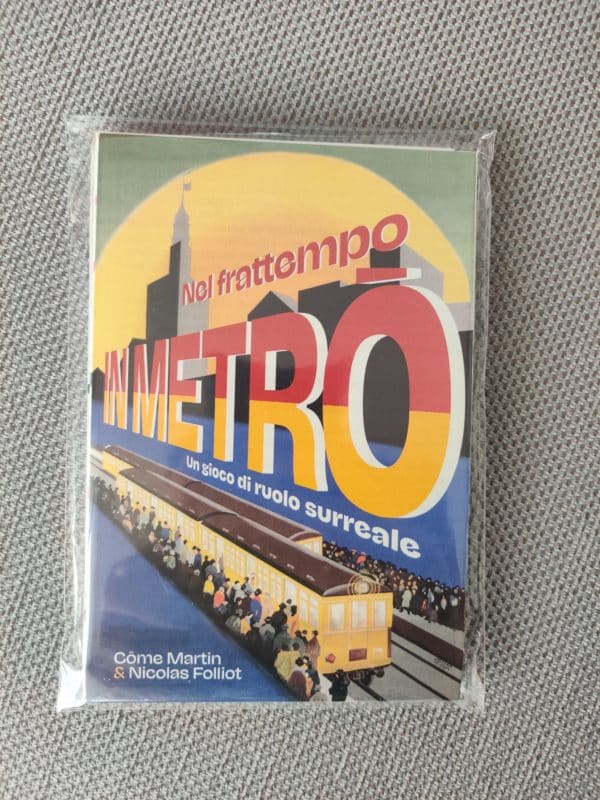 Nel frattempo
IN METRÒ
Un gioco di ruolo surreale
Côme Martin
& Nicolas Folliot